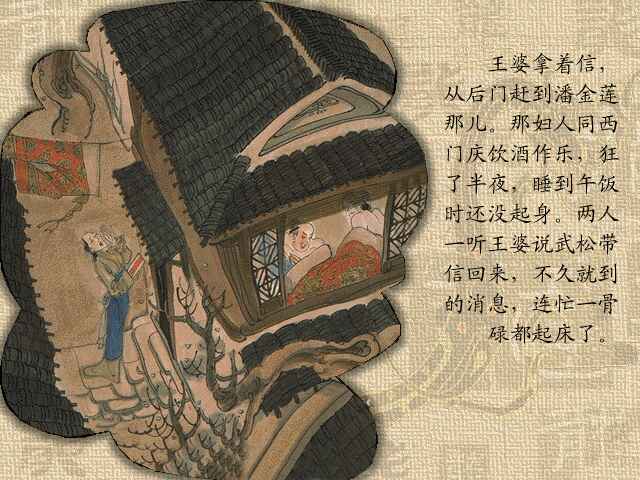 王婆拿着信，
从后门赶到潘金莲
那儿。那妇人同西
门庆饮酒作乐，狂
了半夜，睡到午饭
时还没起身。两人
一听王婆说武松带
信回来，不久就到
的消息，连忙一骨
碌都起床了。